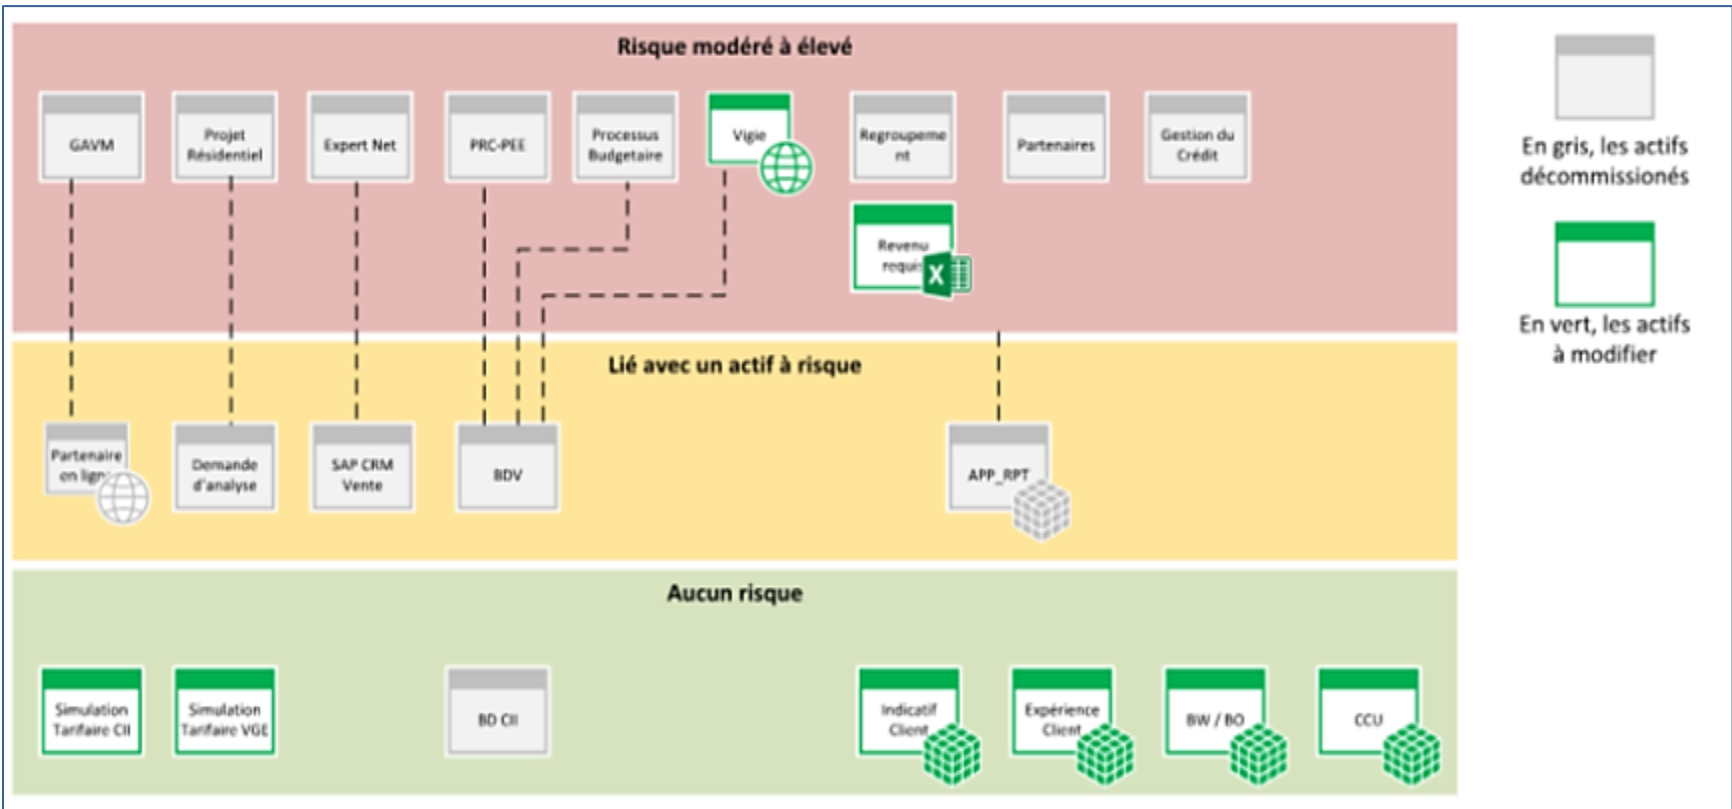 Risque modéré à élevé
GAVM
Projet
Résidentiel
Expert Net
PRC-PEE
Processus
Budgetaire
Vigie
Regroupeme
nt
Partenaires
Gestion du
Crédit
Revenu
requis
En gris, les actifs
décommissionés
En vert, les actifs
à modifier
Lié avec un actif à risque
Partenaire
en ligne
Demande
d'analyse
SAP CRM
Vente
BDV
APP_RPT
Aucun risque
Simulation
Tarifaire CII
Simulation
Tarifaire VGE
BD CII
Indicatif
Client
Expérience
Client
BW / BO
CCU